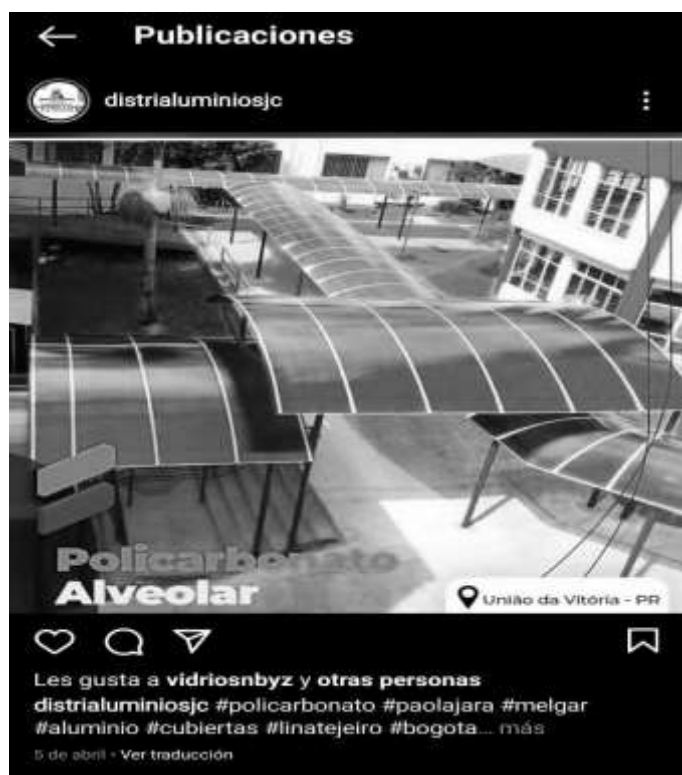 Publicaciones
distrialuminiosjc
Policarbonato
Alveolar
União da Vitória - PR
Les gusta a vidriosnbyz y otras personas
distrialuminiosjc #policarbonato #paolajara #melgar
#aluminio #cubiertas #linatejeiro #bogota... más
5 de abril • Ver traducción